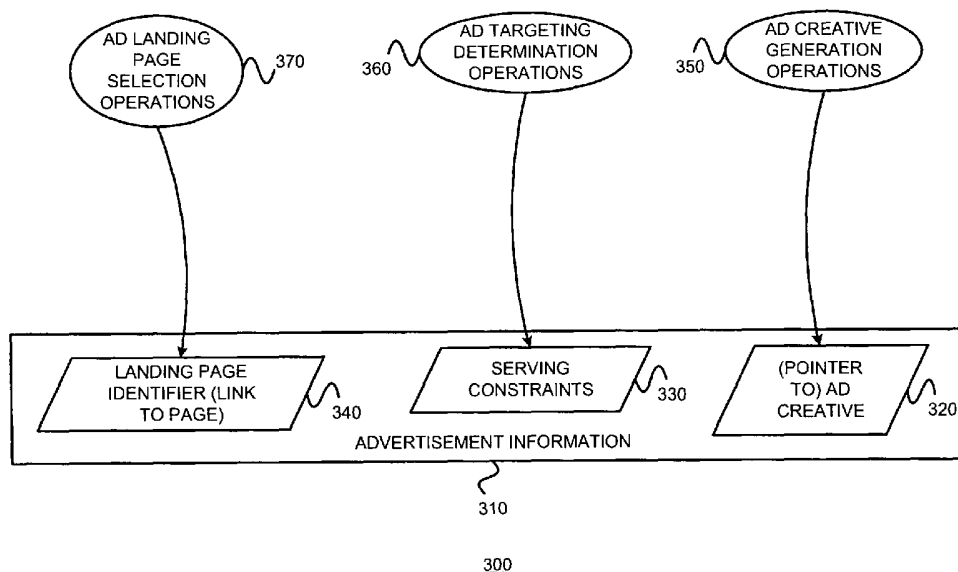 AD LANDING
PAGE
SELECTION
OPERATIONS
370
360
AD TARGETING
DETERMINATION
OPERATIONS
350
AD CREATIVE
GENERATION
OPERATIONS
LANDING PAGE
IDENTIFIER (LINK
TO PAGE)
340
SERVING
CONSTRAINTS
330
(POINTER
TO) AD
CREATIVE
320
ADVERTISEMENT INFORMATION
310
300